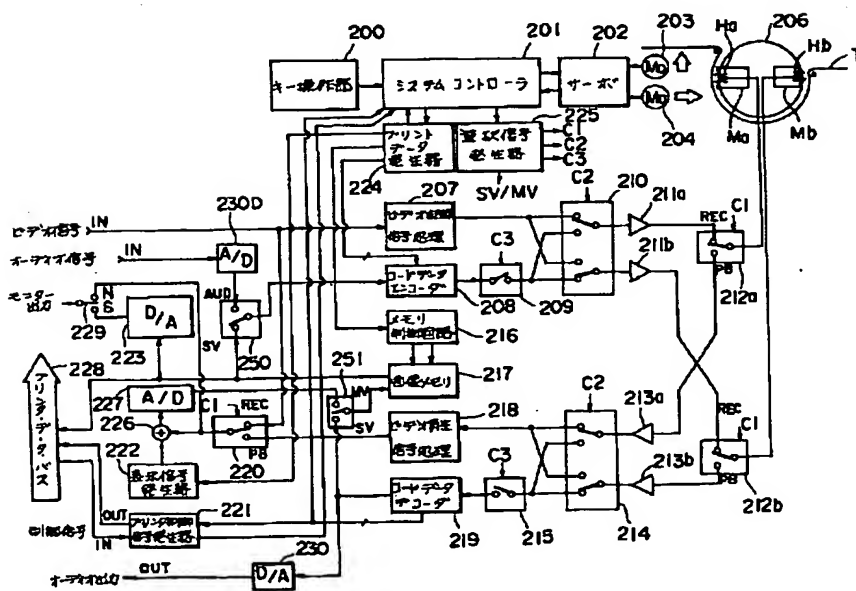 200
201
202
203
206
Ha
Hb
T
キー操作部
システムコントローラ
サーボ
Mo
Mo
Ma
Mb
204
225
プリント
データ
発生器
信号
発生器
C1
C2
C3
224
SV/MV
207
C2
210
211a
REC
C1
ビデオ信号
IN
230D
ビデオ記録
信号処理
オーディオ信号
IN
A/D
C3
211b
PB
212a
モニター
出力
N
S
D/A
AUD
コードデータ
エンコーダ
208
209
229
223
SV
250
メモリ
制御回路
216
228
227
A/D
251
MV
SV
画像メモリ
217
プリンタ・データ・バス
226
C1
REC
PB
220
ビデオ再生
信号処理
218
C2
213a
REC
C1
222
信号
発生器
C3
213b
PB
212b
コードデータ
デコーダ
219
215
214
OUT
221
プリンタ制御
信号発生器
制御信号
IN
230
オーディオ出力
OUT
D/A